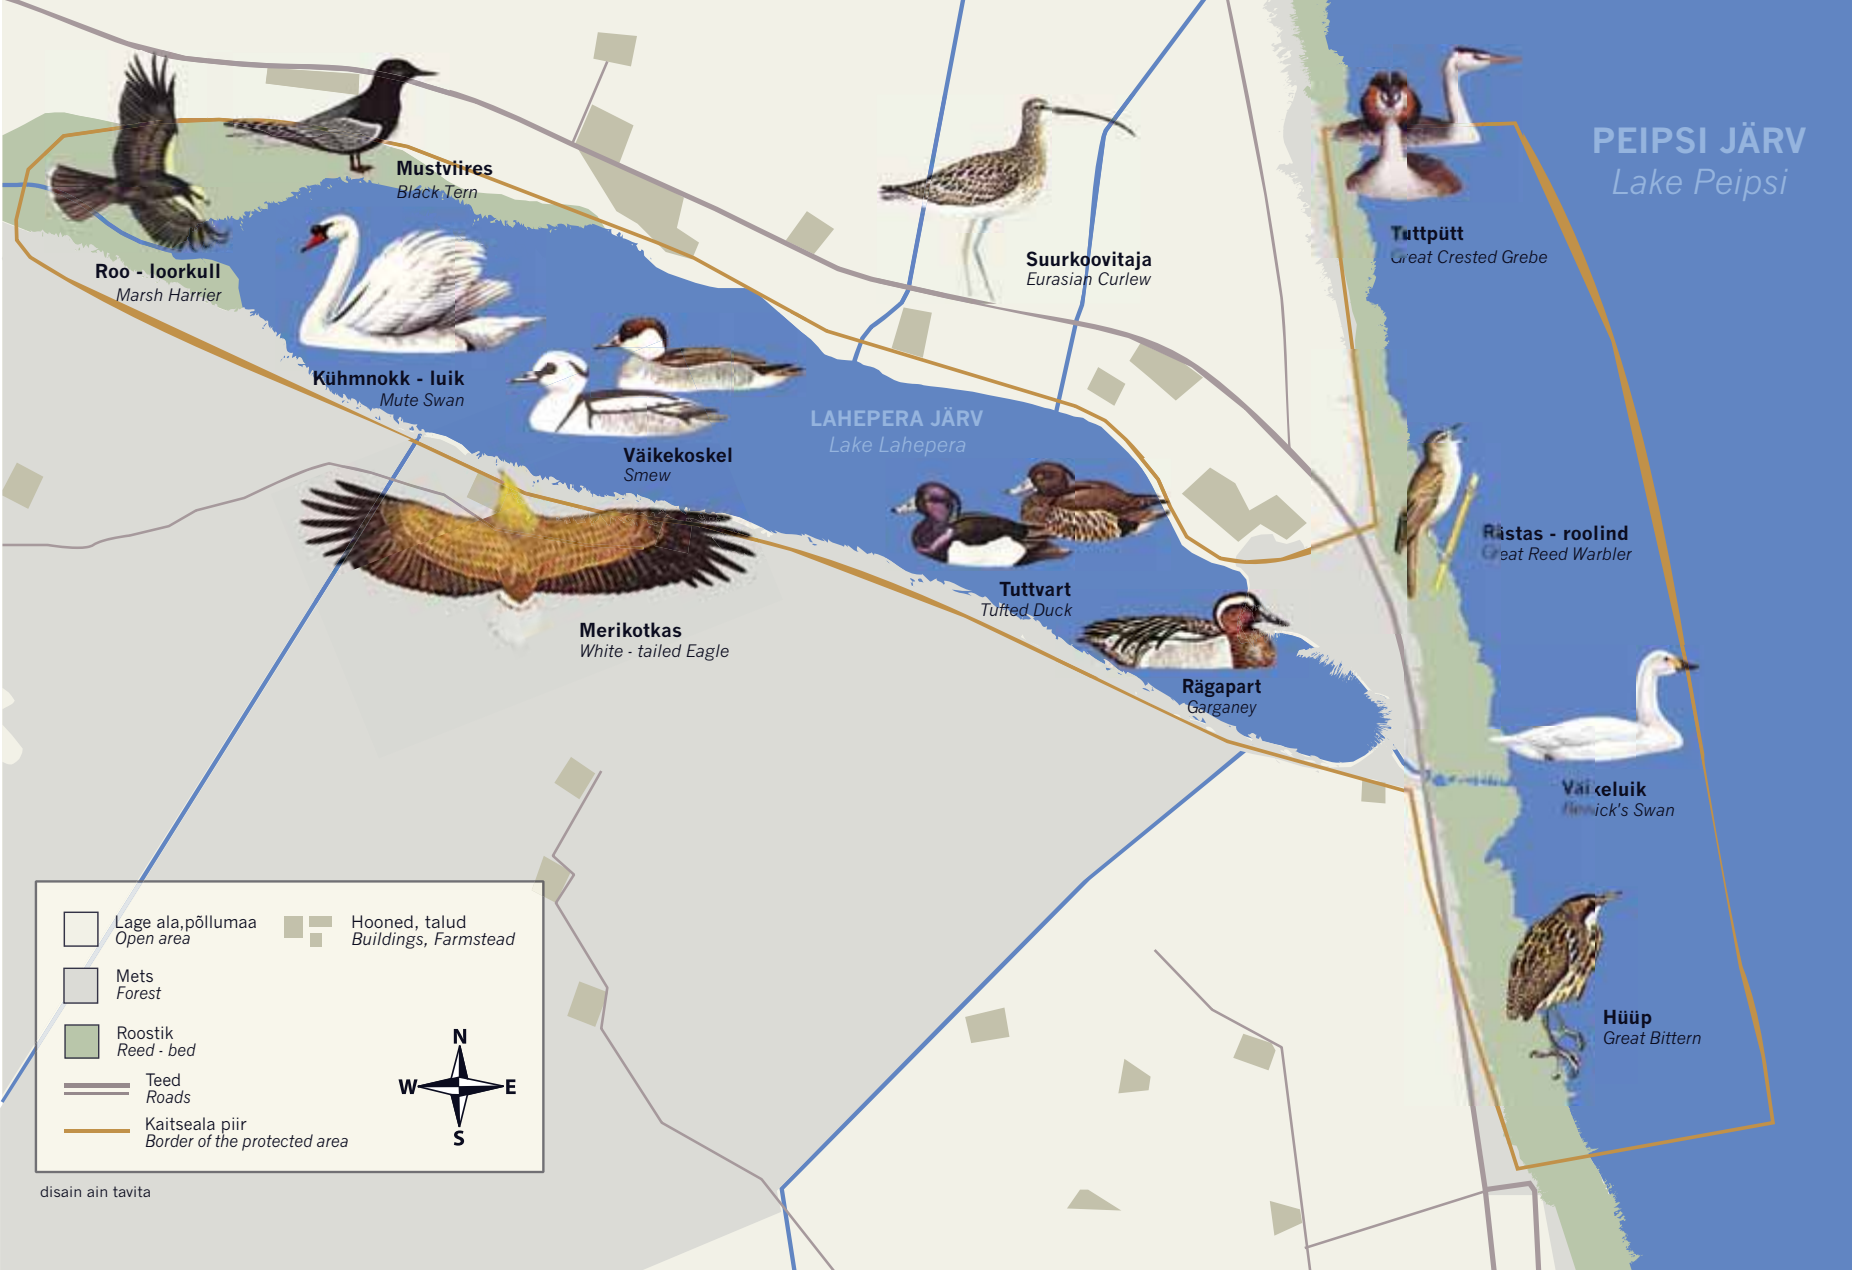 PEIPSI JÄRV
Lake Peipsi
Mustviires
Black Tern
Tuttpütt
Great Crested Grebe
Suurkoovitaja
Eurasian Curlew
Roo - loorkull
Marsh Harrier
Kühmnokk - luik
Mute Swan
LAHEPERA JÄRV
Lake Lahepera
Väikekoskel
Smew
Rästas - roolind
Great Reed Warbler
Tuttvart
Tufted Duck
Merikotkas
White - tailed Eagle
Rägapart
Garganey
Väikeluik
Bewick's Swan
Hüüp
Great Bittern
Lage ala,põllumaa
Open area
Hooned, talud
Buildings, Farmstead
Mets
Forest
Roostik
Reed - bed
Teed
Roads
Kaitseala piir
Border of the protected area
N
W E
S
disain ain tavita